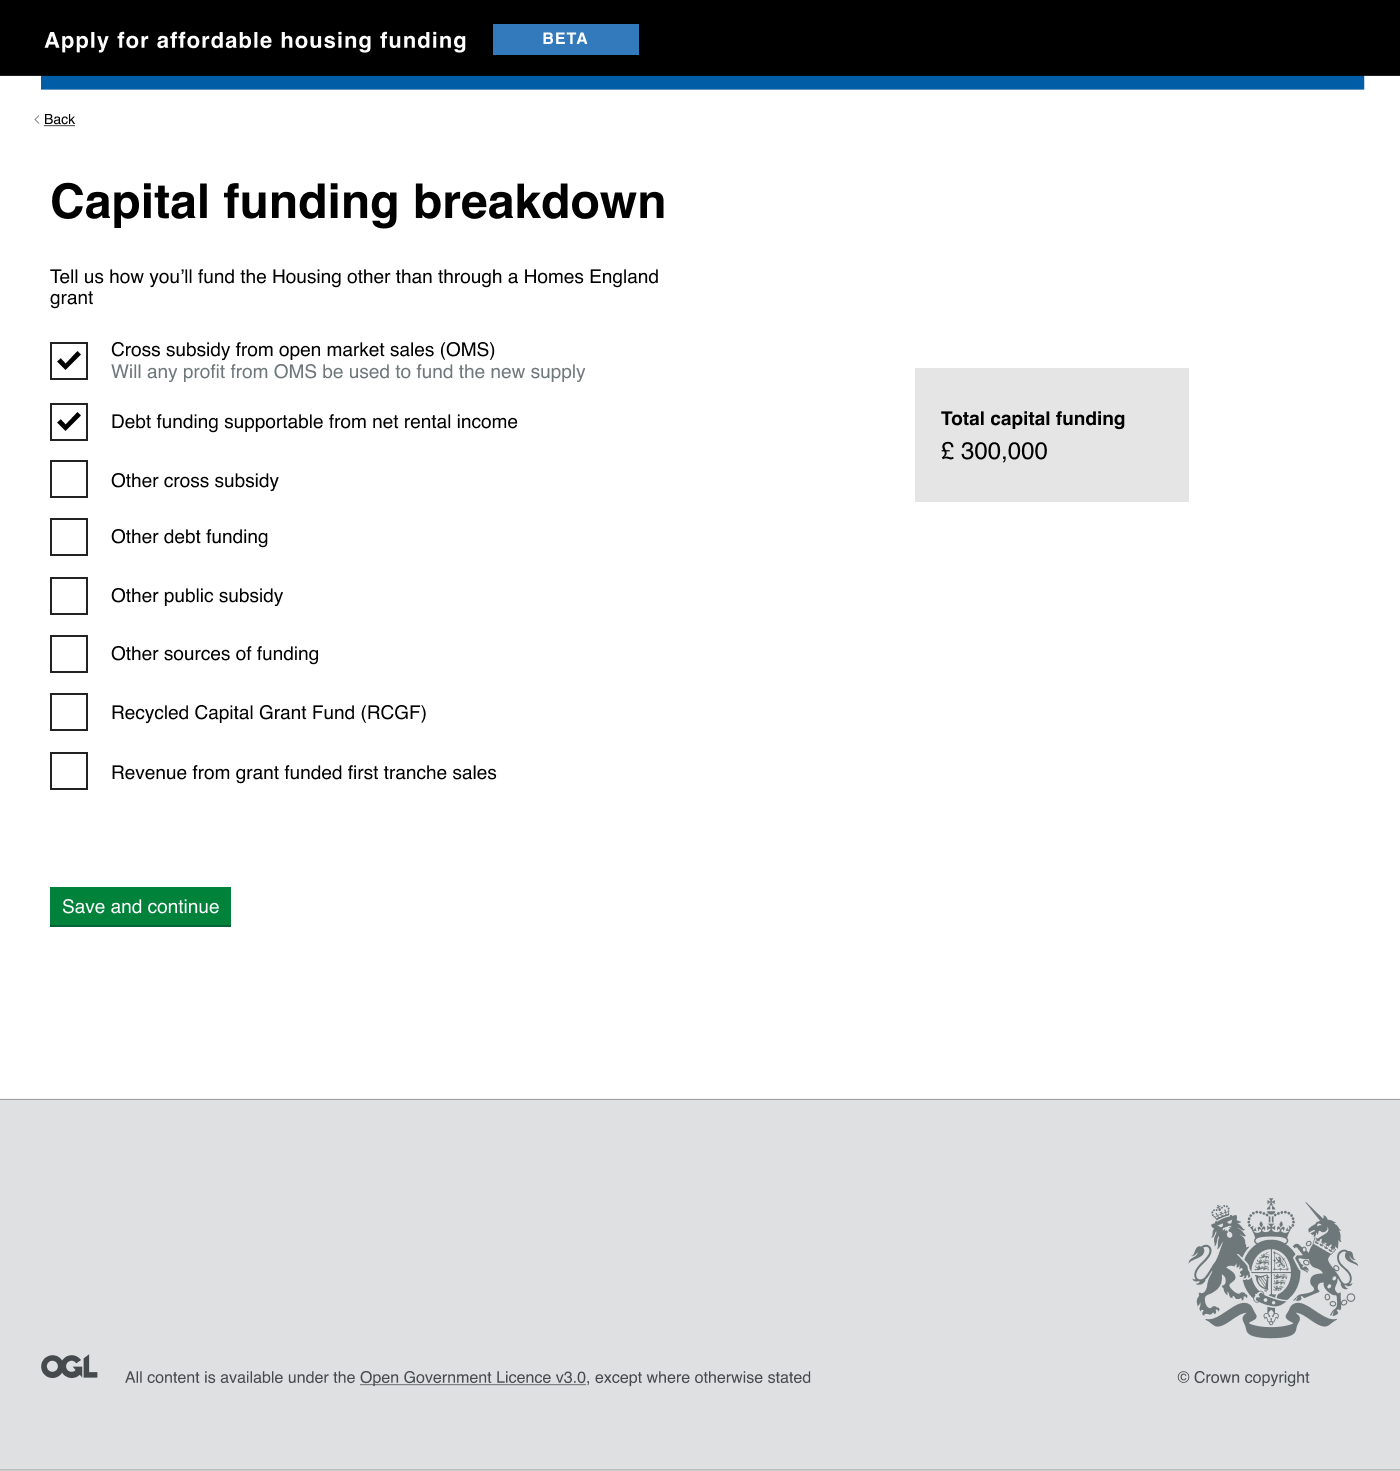 Apply for affordable housing funding BETA
Back
Capital funding breakdown
Tell us how you’ll fund the Housing other than through a Homes England
grant
Cross subsidy from open market sales (OMS)
Will any profit from OMS be used to fund the new supply
Debt funding supportable from net rental income
Other cross subsidy
Other debt funding
Other public subsidy
Other sources of funding
Recycled Capital Grant Fund (RCGF)
Revenue from grant funded first tranche sales
Total capital funding
£ 300,000
Save and continue
OGL All content is available under the Open Government Licence v3.0, except where otherwise stated
© Crown copyright